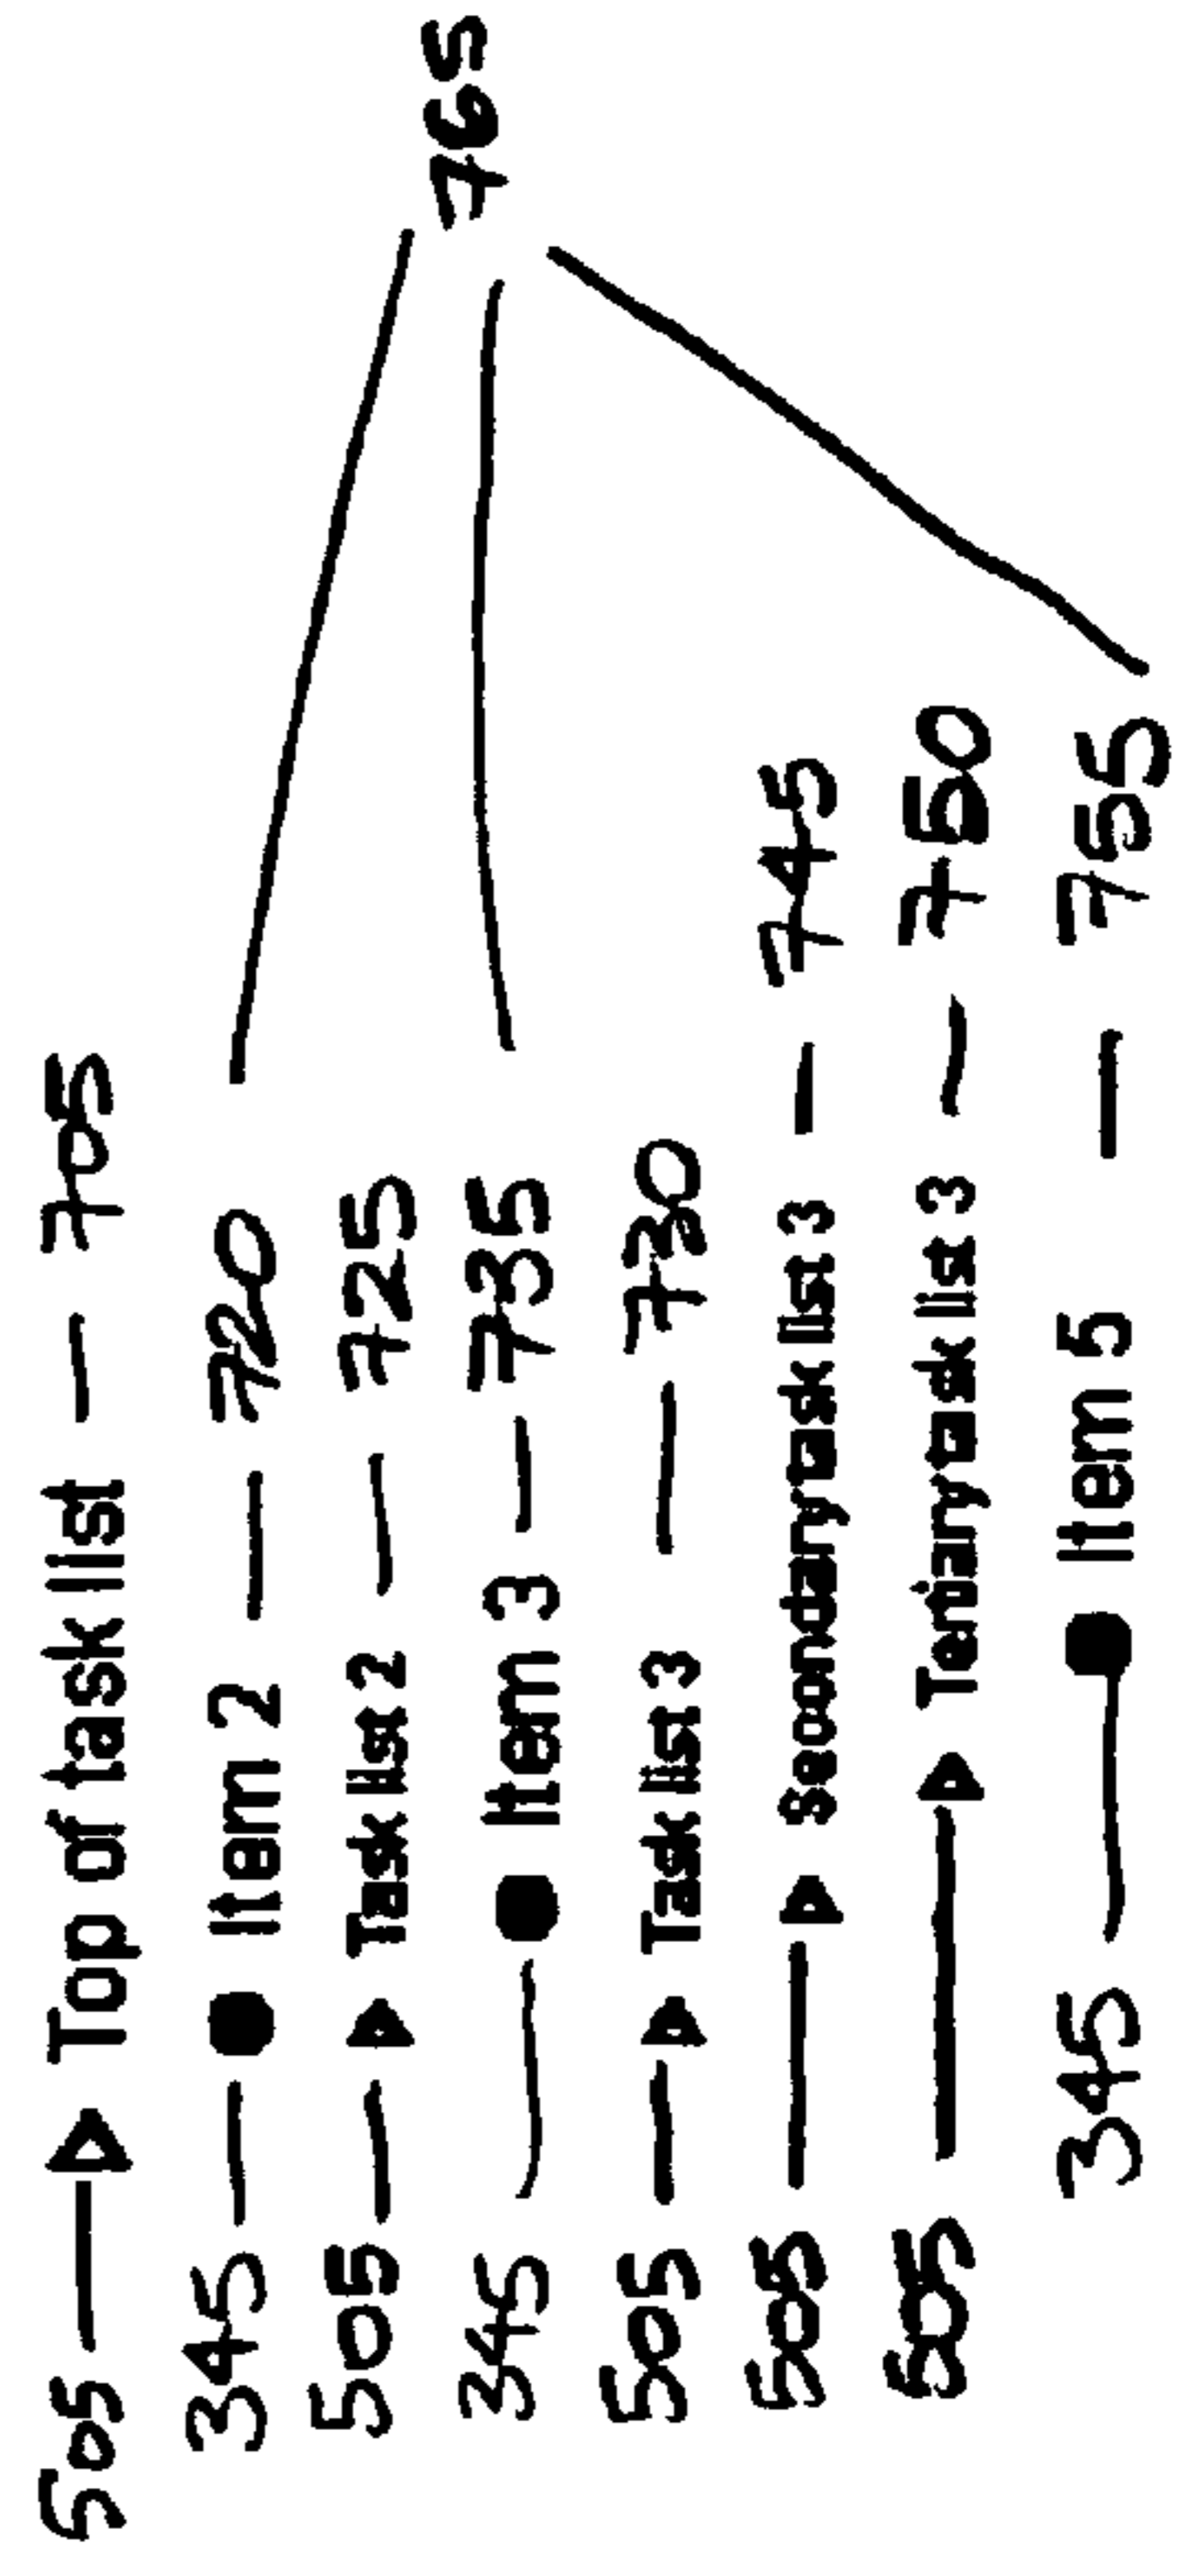 505 Top of task list 705
345 Item 2 720
505 Task list 2 725
345 Item 3 735
505 Task list 3 730
505 Secondary task list 3 745
505 Tertiary task list 3 750
345 Item 5 755
765